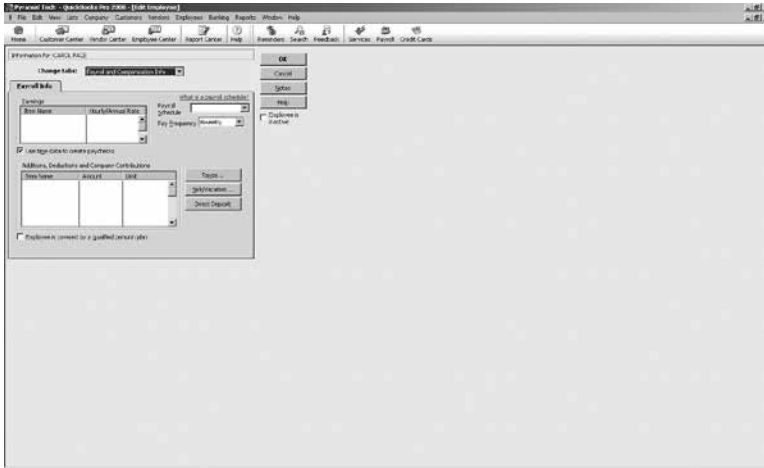 Pyramid Tech - QuickBooks Pro 2008 - [Edit Employee]
File Edit View Lists Company Customers Vendors Employees Banking Reports Window Help
Home Customer Center Vendor Center Employee Center Report Center Help Reminders Search Feedback Services Payroll Credit Cards
Information For: CAROL PACE
Change tabs: Payroll and Compensation Info
Payroll Info
OK
Cancel
Notes
Help
Employee is inactive
What is a payroll schedule?
Earnings
Item Name Hourly/Annual Rate
Payroll Schedule
Pay Frequency
Use time data to create paychecks
Additions, Deductions and Company Contributions
Item Name Amount Limit
Taxes...
Sick/Vacation...
Direct Deposit
Employee is covered by a qualified pension plan